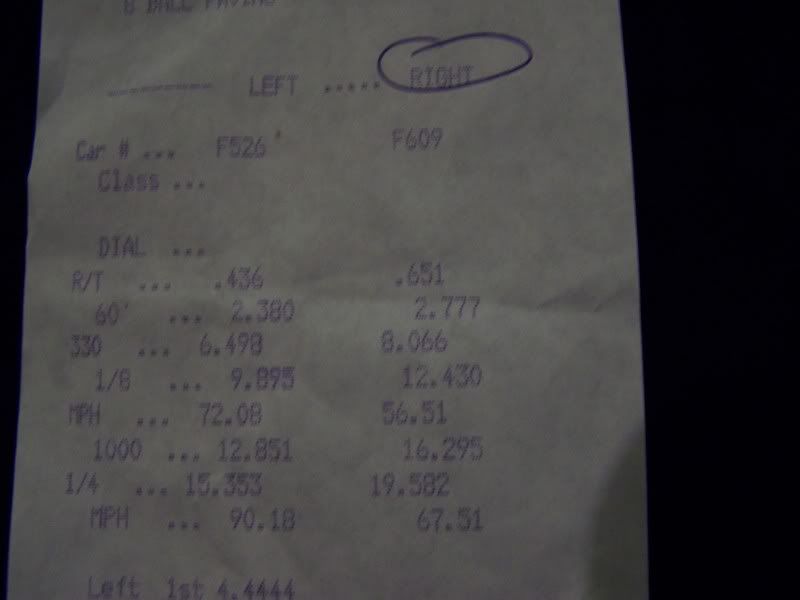 8 BALL
-------- LEFT ..... RIGHT
Car # ... F526 F609
Class ...
DIAL ...
R/T ... .436 .651
60' ... 2.380 2.777
330 ... 6.498 8.066
1/8 ... 9.895 12.430
MPH ... 72.08 56.51
1000 ... 12.851 16.295
1/4 ... 15.353 19.582
MPH ... 90.18 67.51
Left 1st 4.4444